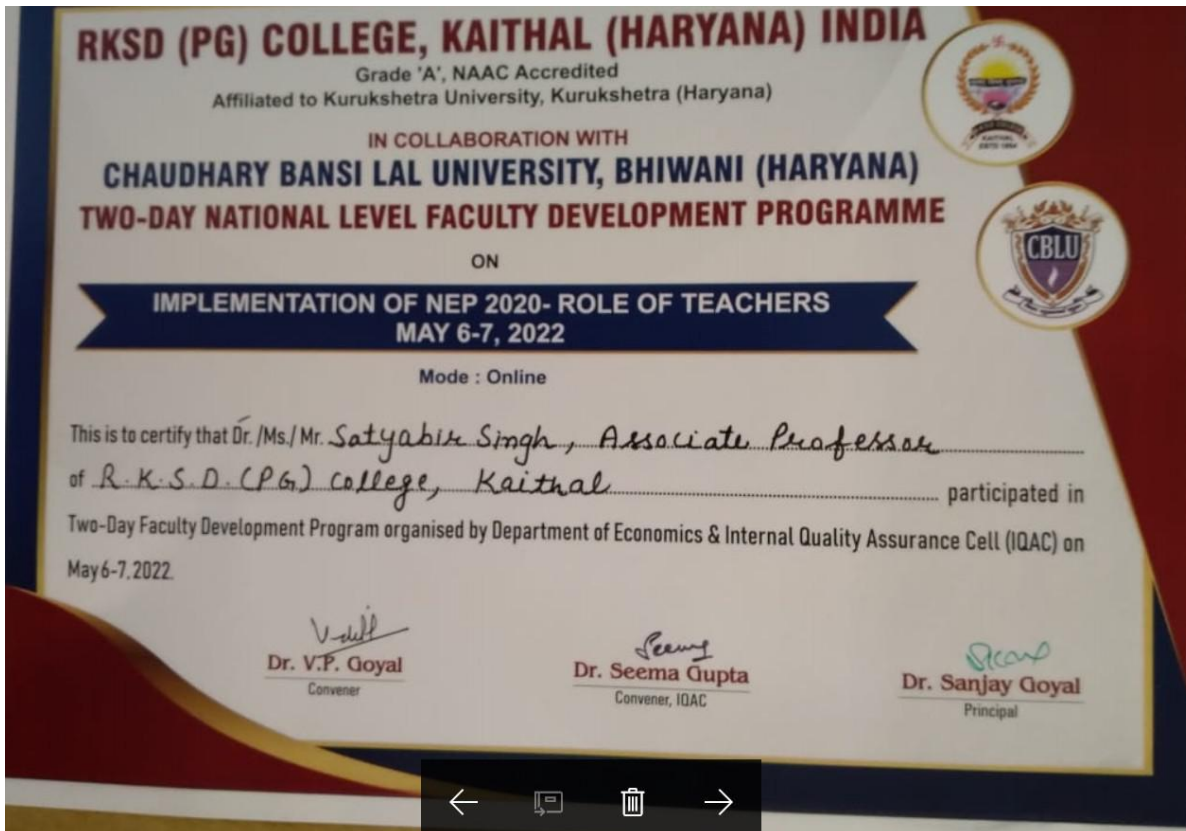 RKSD (PG) COLLEGE, KAITHAL (HARYANA) INDIA
Grade 'A', NAAC Accredited
Affiliated to Kurukshetra University, Kurukshetra (Haryana)
IN COLLABORATION WITH
CHAUDHARY BANSI LAL UNIVERSITY, BHIWANI (HARYANA)
TWO-DAY NATIONAL LEVEL FACULTY DEVELOPMENT PROGRAMME
CBLU
ON
IMPLEMENTATION OF NEP 2020- ROLE OF TEACHERS
MAY 6-7, 2022
Mode : Online
This is to certify that Dr. /Ms./ Mr. Satyabir Singh, Associate Professor
of R.K.S.D. (PG) College, Kaithal participated in
Two-Day Faculty Development Program organised by Department of Economics & Internal Quality Assurance Cell (IQAC) on
May 6-7, 2022.
Dr. V.P. Goyal
Convener
Seema
Dr. Seema Gupta
Convener, IQAC
Dr. Sanjay Goyal
Principal